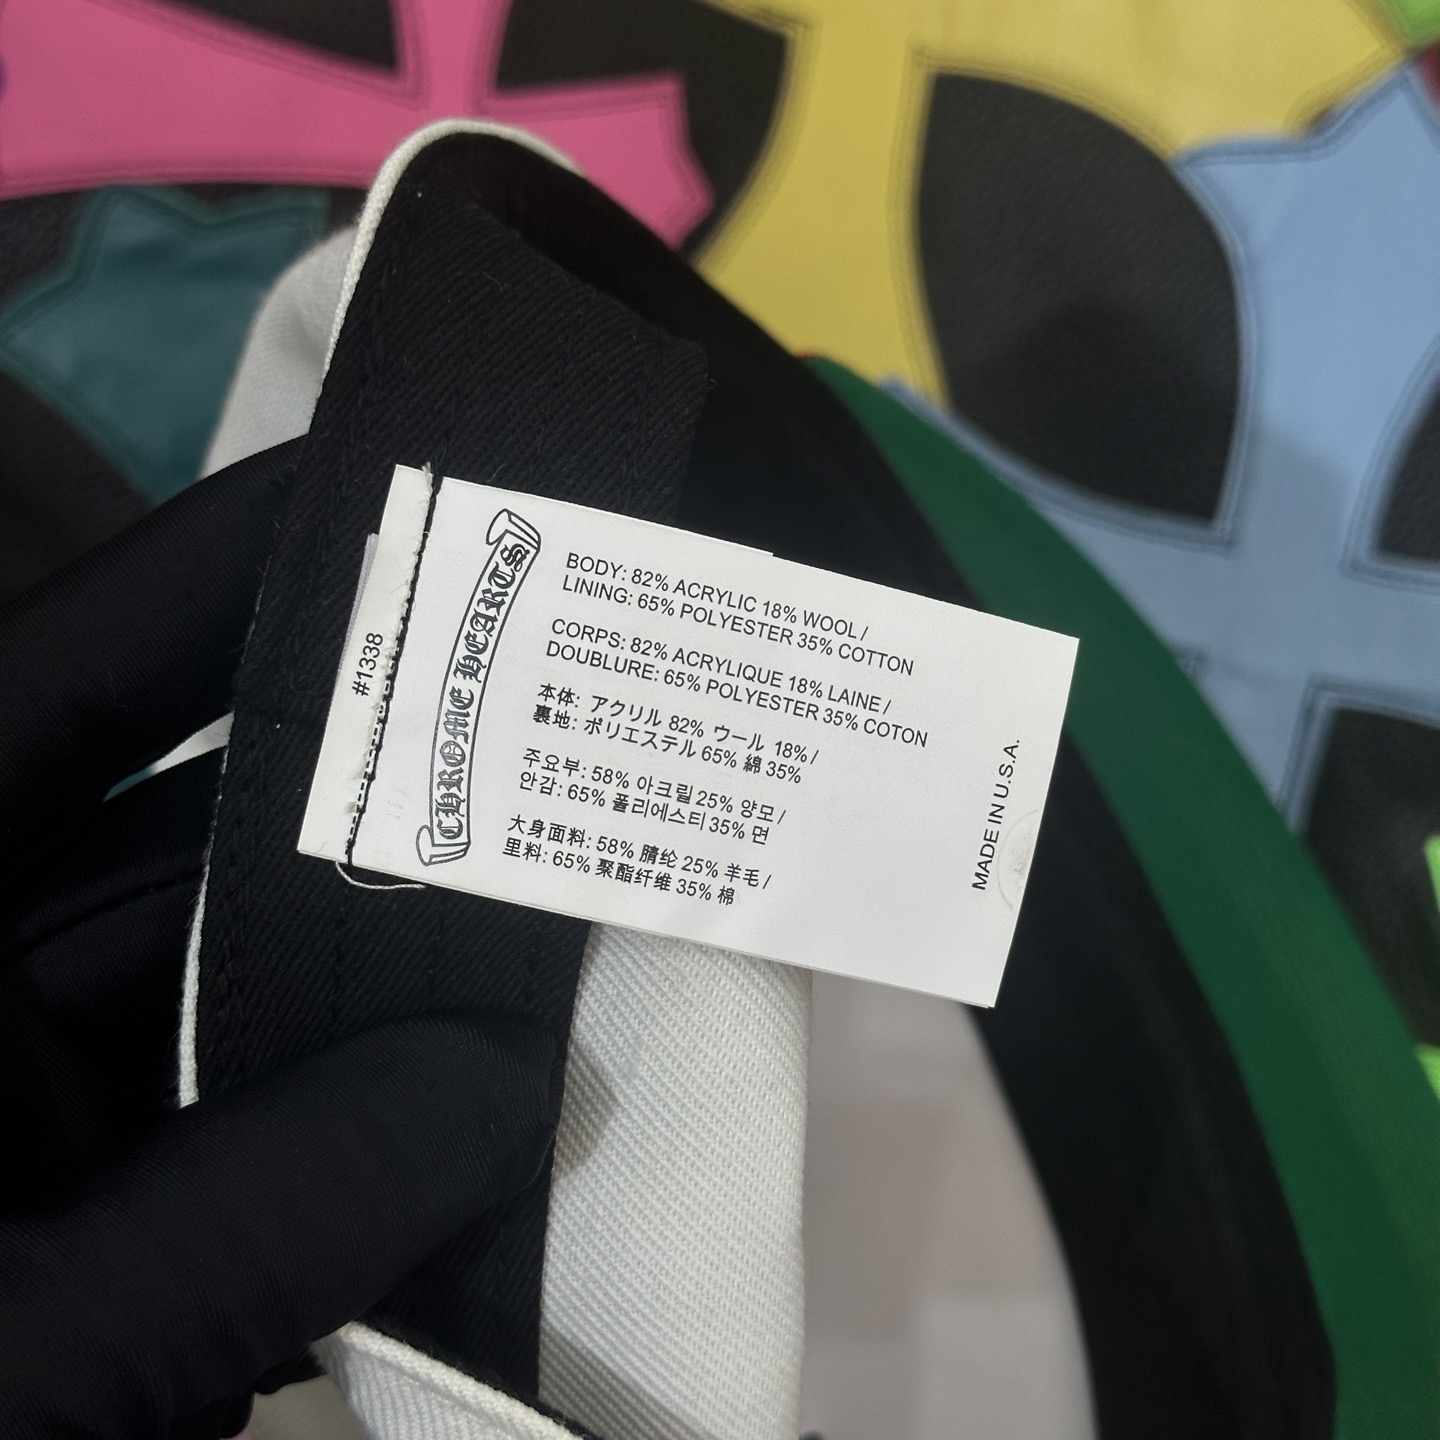 #1338
CHROME HEARTS
BODY: 82% ACRYLIC 18% WOOL /
LINING: 65% POLYESTER 35% COTTON
CORPS: 82% ACRYLIQUE 18% LAINE /
DOUBLURE: 65% POLYESTER 35% COTON
本体: アクリル 82% ウール 18% /
裏地: ポリエステル 65% 綿 35%
주요부: 58% 아크릴 25% 양모 /
안감: 65% 폴리에스티 35% 면
大身面料: 58% 腈纶 25% 羊毛 /
里料: 65% 聚酯纤维 35% 棉
MADE IN U.S.A.